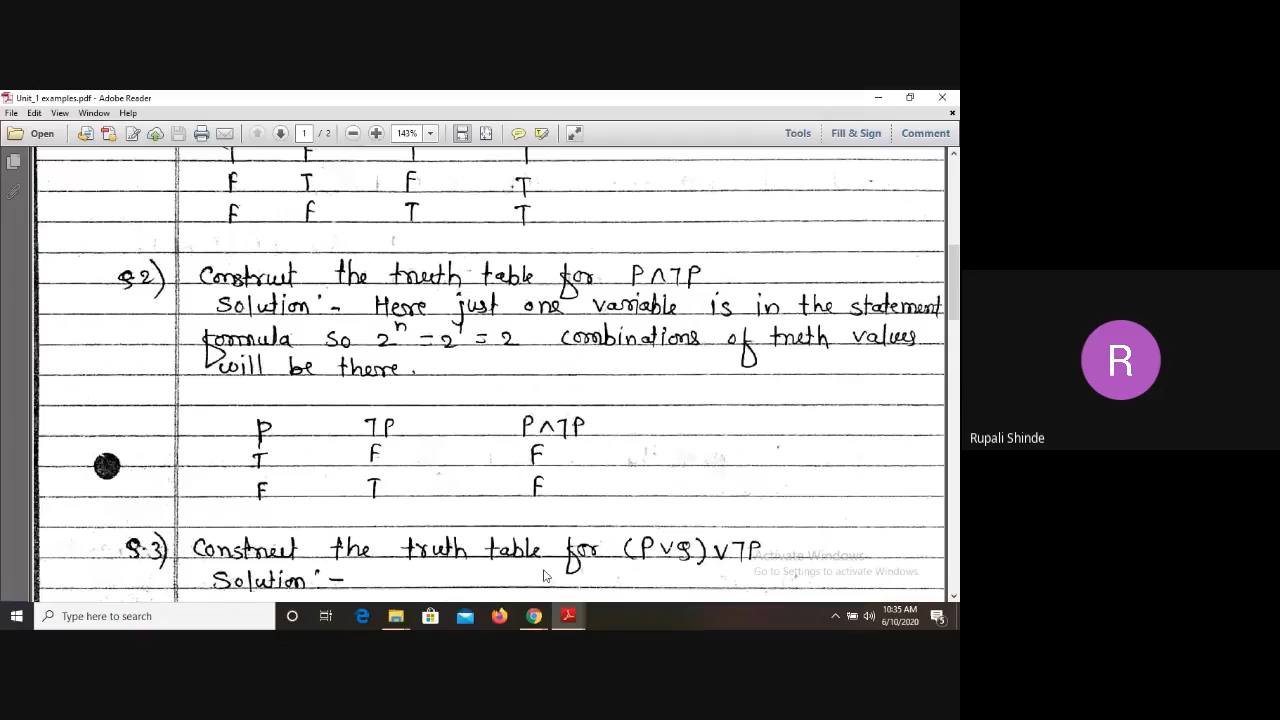 Unit_1 examples.pdf - Adobe Reader
File Edit View Window Help
Open 1 / 2 143% Tools Fill & Sign Comment
T F T T
F T F T
F F T T
Q.2) Construct the truth table for P∧¬P
Solution :- Here just one variable is in the statement
formula so 2ⁿ = 2¹ = 2 combinations of truth values
will be there.
P ¬P P∧¬P
T F F
F T F
Q.3) Construct the truth table for (P∨Q)∨¬P
Solution :-
Activate Windows
Go to Settings to activate Windows.
R
Rupali Shinde
Type here to search
10:35 AM
6/10/2020
5